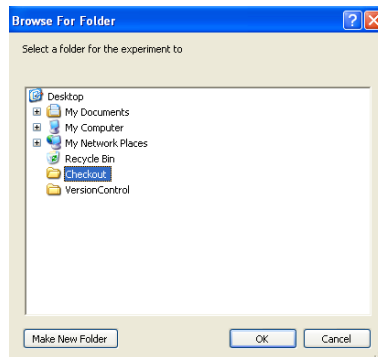 Browse For Folder
Select a folder for the experiment to
Desktop
My Documents
My Computer
My Network Places
Recycle Bin
Checkout
VersionControl
Make New Folder
OK
Cancel